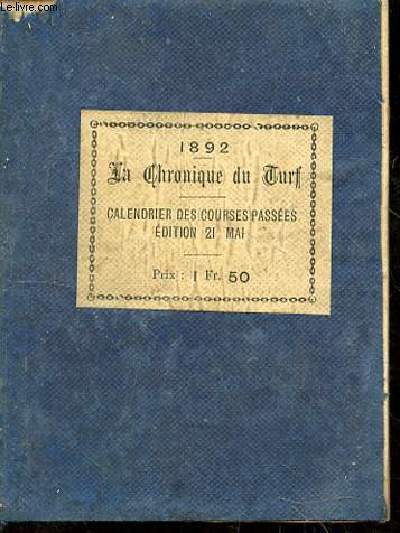 Le-livre.com
1892
La Chronique du Turf
CALENDRIER DES COURSES PASSÉES
ÉDITION 21 MAI
Prix : 1 Fr. 50